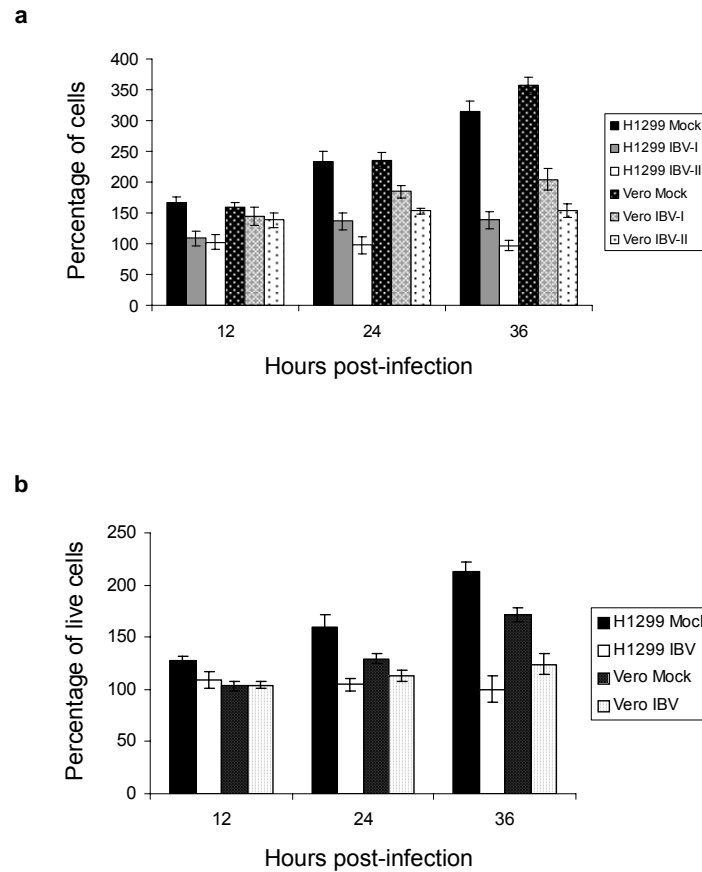 a
Percentage of cells
400
350
300
250
200
150
100
50
0
12 24 36
Hours post-infection
H1299 Mock
H1299 IBV-I
H1299 IBV-II
Vero Mock
Vero IBV-I
Vero IBV-II
b
Percentage of live cells
250
200
150
100
50
0
12 24 36
Hours post-infection
H1299 Mock
H1299 IBV
Vero Mock
Vero IBV